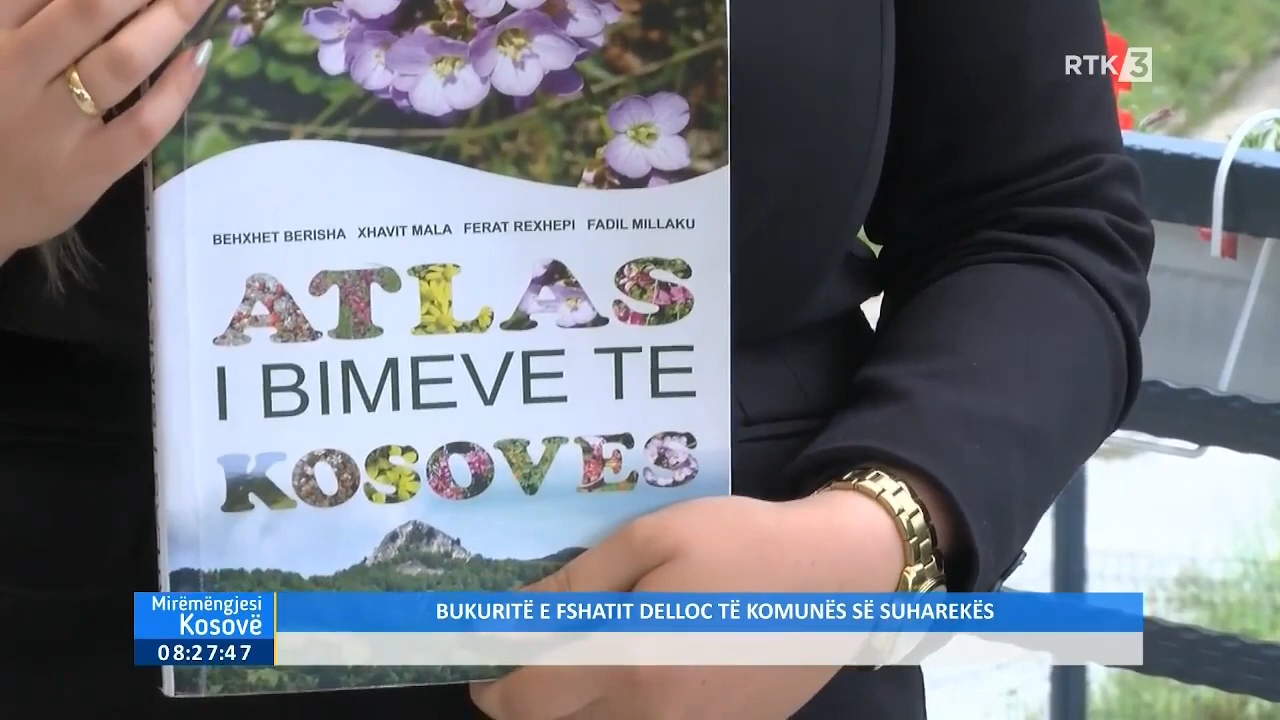 RTK 3
BEHXHET BERISHA XHAVIT MALA FERAT REXHEPI FADIL MILLAKU
ATLAS
I BIMEVE TE
KOSOVES
Mirëmëngjesi
Kosovë
08:27:47
BUKURITË E FSHATIT DELLOC TË KOMUNËS SË SUHAREKËS